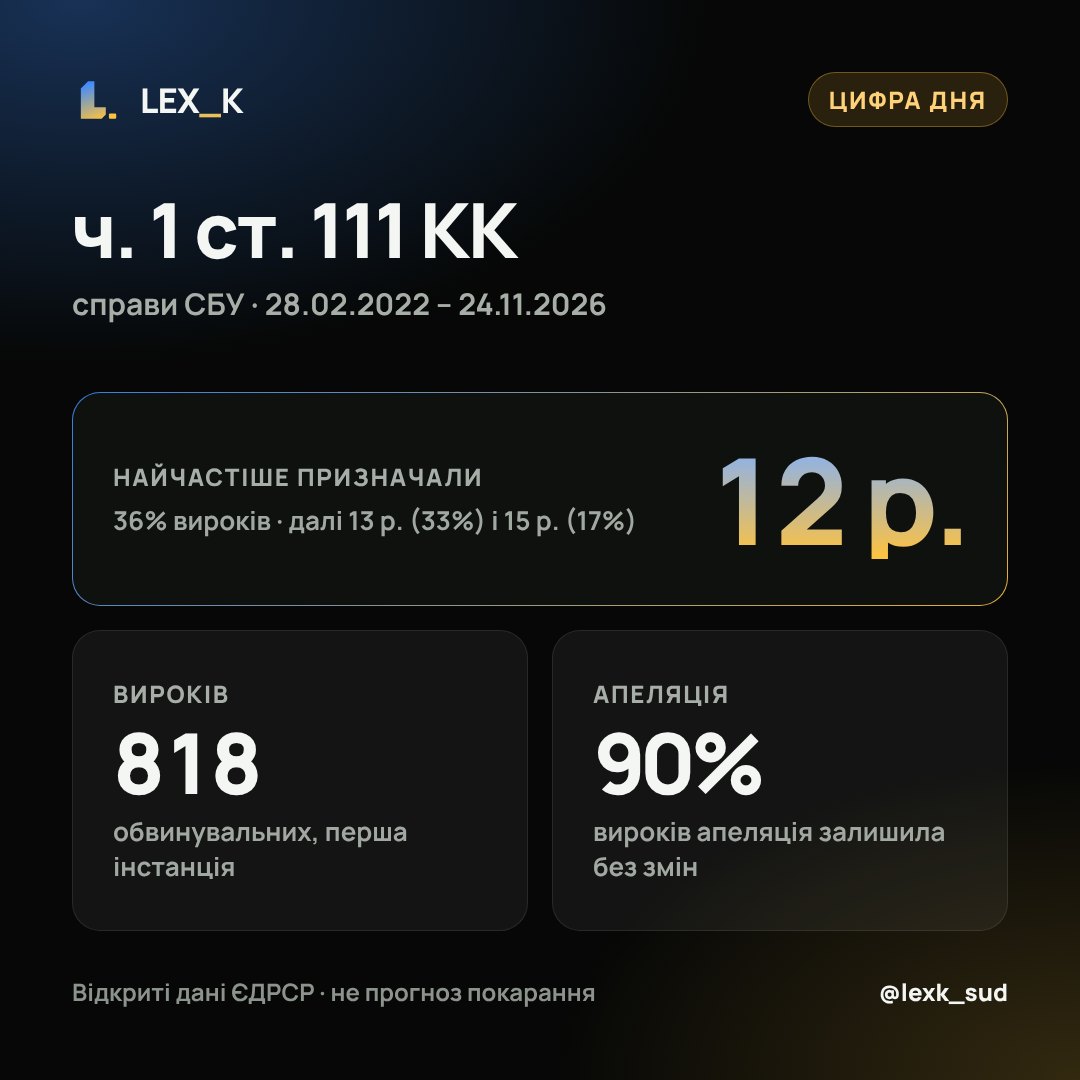 L.
LEX_K
ЦИФРА ДНЯ
ч. 1 ст. 111 КК
справи СБУ · 28.02.2022 – 24.11.2026
НАЙЧАСТІШЕ ПРИЗНАЧАЛИ
36% вироків · далі 13 р. (33%) і 15 р. (17%)
12 р.
ВИРОКІВ
818
обвинувальних, перша
інстанція
АПЕЛЯЦІЯ
90%
вироків апеляція залишила
без змін
Відкриті дані ЄДРСР · не прогноз покарання
@lexk_sud